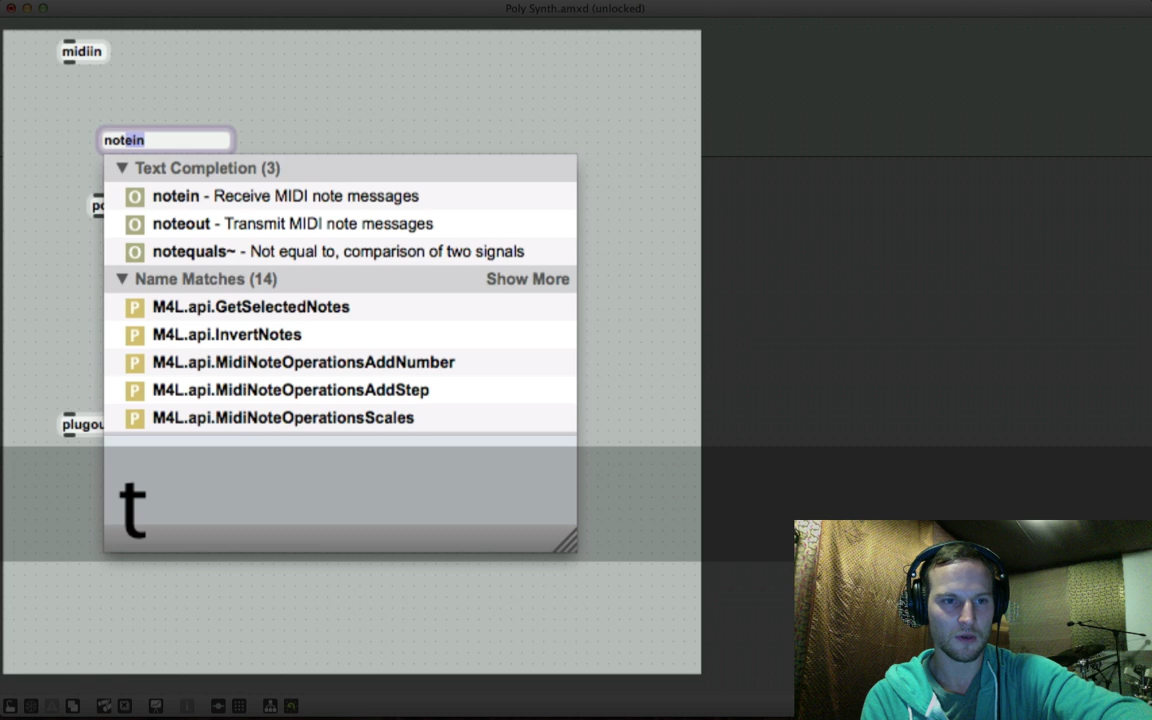 Poly Synth.amxd (unlocked)
midiin
notein
Text Completion (3)
O notein - Receive MIDI note messages
O noteout - Transmit MIDI note messages
O notequals~ - Not equal to, comparison of two signals
Name Matches (14) Show More
P M4L.api.GetSelectedNotes
P M4L.api.InvertNotes
P M4L.api.MidiNoteOperationsAddNumber
P M4L.api.MidiNoteOperationsAddStep
P M4L.api.MidiNoteOperationsScales
po
plugou
t